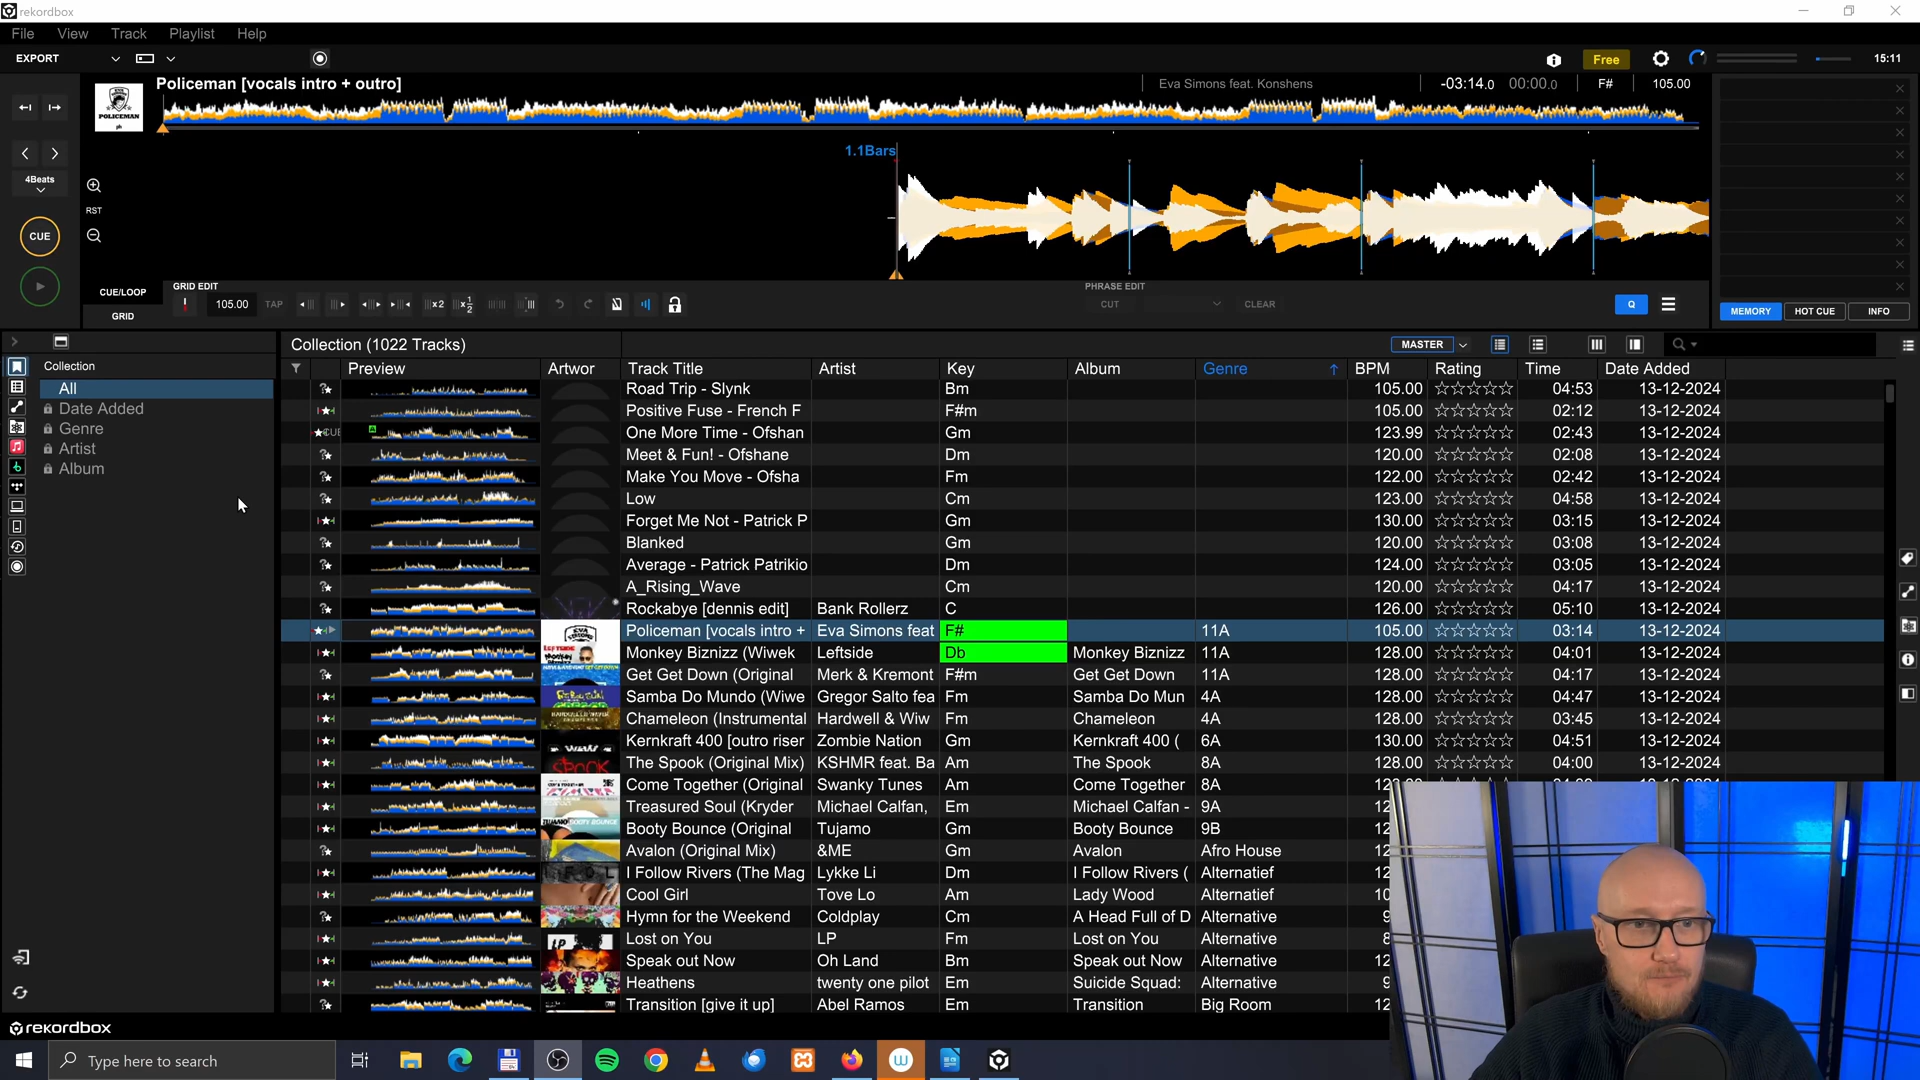 rekordbox
File View Track Playlist Help
EXPORT Free 15:11
Policeman [vocals intro + outro] Eva Simons feat. Konshens -03:14.0 00:00.0 F# 105.00
POLICEMAN
1.1Bars
4Beats
RST
CUE
CUE/LOOP GRID EDIT PHRASE EDIT
105.00 TAP x2 x1/2 CUT CLEAR Q
GRID
MEMORY HOT CUE INFO
Collection (1022 Tracks) MASTER
Collection
All
Date Added
Genre
Artist
Album
Preview Artwor Track Title Artist Key Album Genre BPM Rating Time Date Added
Road Trip - Slynk Bm 105.00 04:53 13-12-2024
Positive Fuse - French F F#m 105.00 02:12 13-12-2024
One More Time - Ofshan Gm 123.99 02:43 13-12-2024
Meet & Fun! - Ofshane Dm 120.00 02:08 13-12-2024
Make You Move - Ofsha Fm 122.00 02:42 13-12-2024
Low Cm 123.00 04:58 13-12-2024
Forget Me Not - Patrick P Gm 130.00 03:15 13-12-2024
Blanked Gm 120.00 03:08 13-12-2024
Average - Patrick Patrikio Dm 124.00 03:05 13-12-2024
A_Rising_Wave Cm 120.00 04:17 13-12-2024
Rockabye [dennis edit] Bank Rollerz C 126.00 05:10 13-12-2024
Policeman [vocals intro + Eva Simons feat F# 11A 105.00 03:14 13-12-2024
Monkey Biznizz (Wiwek Leftside Db Monkey Biznizz 11A 128.00 04:01 13-12-2024
Get Get Down (Original Merk & Kremont F#m Get Get Down 11A 128.00 04:17 13-12-2024
Samba Do Mundo (Wiwe Gregor Salto fea Fm Samba Do Mun 4A 128.00 04:47 13-12-2024
Chameleon (Instrumental Hardwell & Wiw Fm Chameleon 4A 128.00 03:45 13-12-2024
Kernkraft 400 [outro riser Zombie Nation Gm Kernkraft 400 ( 6A 130.00 04:51 13-12-2024
The Spook (Original Mix) KSHMR feat. Ba Am The Spook 8A 128.00 04:00 13-12-2024
Come Together (Original Swanky Tunes Am Come Together 8A
Treasured Soul (Kryder Michael Calfan, Em Michael Calfan - 9A 12
Booty Bounce (Original Tujamo Gm Booty Bounce 9B 12
Avalon (Original Mix) &ME Gm Avalon Afro House 12
I Follow Rivers (The Mag Lykke Li Dm I Follow Rivers ( Alternatief 12
Cool Girl Tove Lo Am Lady Wood Alternatief 10
Hymn for the Weekend Coldplay Cm A Head Full of D Alternative 9
Lost on You LP Fm Lost on You Alternative 8
Speak out Now Oh Land Bm Speak out Now Alternative 12
Heathens twenty one pilot Em Suicide Squad: Alternative 9
Transition [give it up] Abel Ramos Em Transition Big Room 12
rekordbox
Type here to search